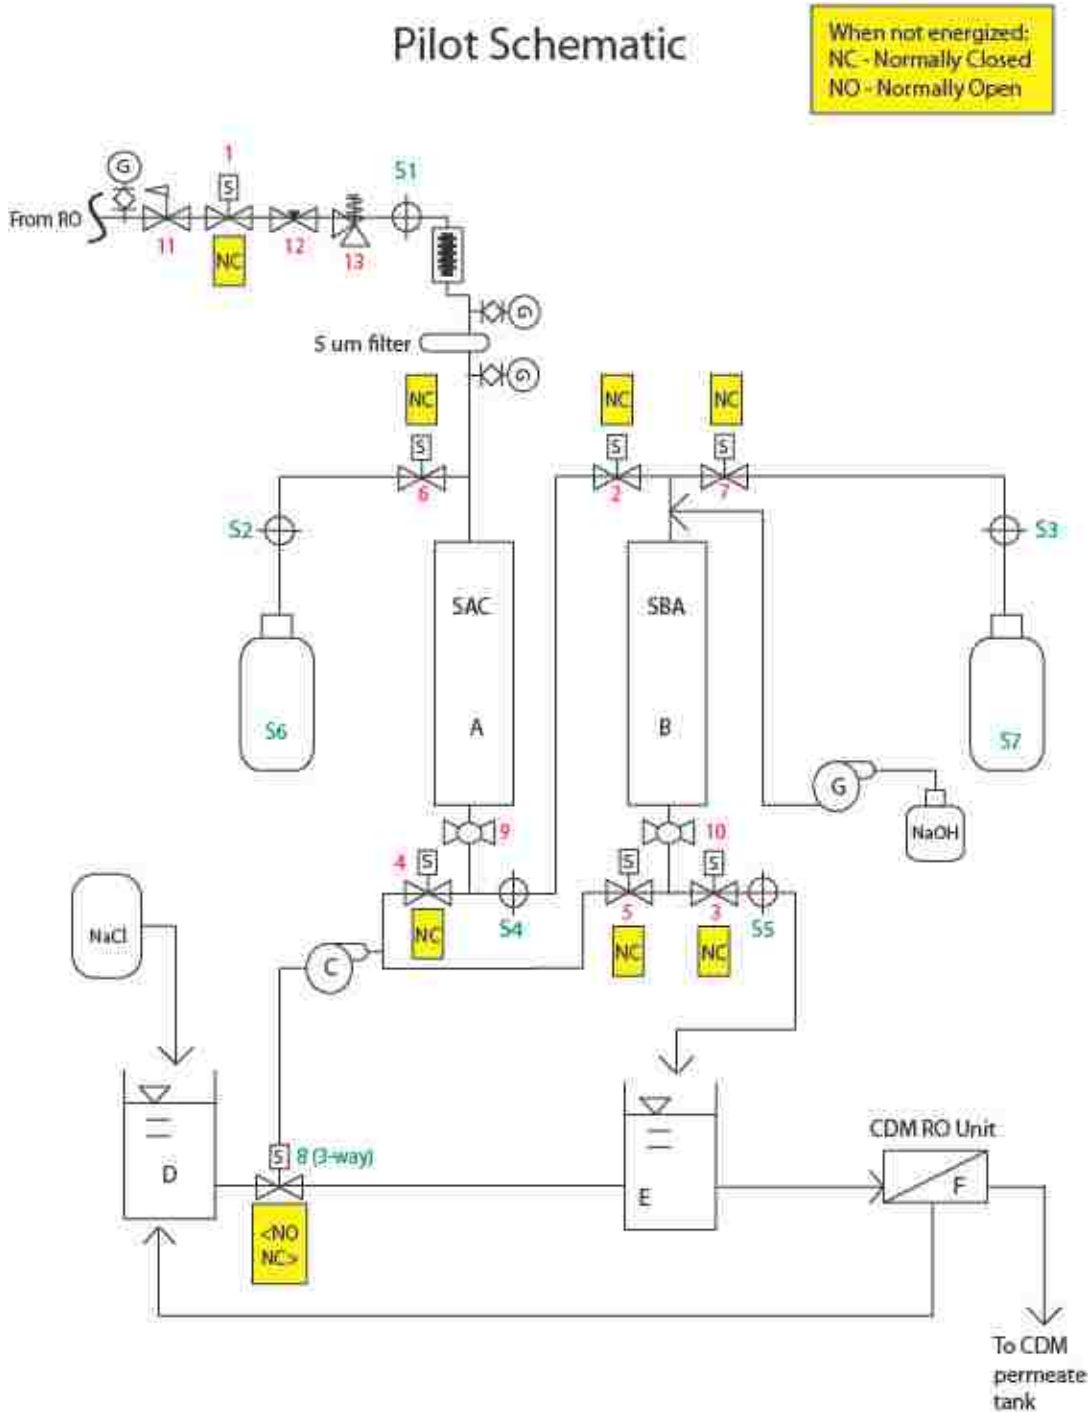 Pilot Schematic
When not energized:
NC - Normally Closed
NO - Normally Open
G
1
S
S1
From RO
11
NC
12
13
G
5 um filter
G
NC
NC
NC
S
S
S
6
2
7
S2
S3
SAC
SBA
S6
A
B
S7
G
NaOH
9
10
4
S
S
S
NC
S4
5
3
S5
NC
NC
NaCl
C
S
8 (3-way)
D
E
<NO
NC>
CDM RO Unit
F
To CDM
permeate
tank